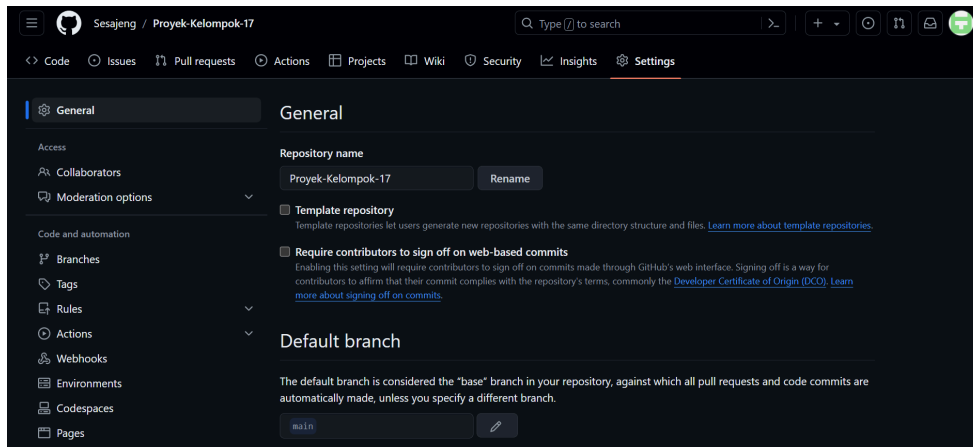 Sesajeng / Proyek-Kelompok-17
Type / to search
Code Issues Pull requests Actions Projects Wiki Security Insights Settings
General
Access
Collaborators
Moderation options
Code and automation
Branches
Tags
Rules
Actions
Webhooks
Environments
Codespaces
Pages
General
Repository name
Proyek-Kelompok-17 Rename
Template repository
Template repositories let users generate new repositories with the same directory structure and files. Learn more about template repositories.
Require contributors to sign off on web-based commits
Enabling this setting will require contributors to sign off on commits made through GitHub's web interface. Signing off is a way for
contributors to affirm that their commit complies with the repository's terms, commonly the Developer Certificate of Origin (DCO). Learn
more about signing off on commits.
Default branch
The default branch is considered the "base" branch in your repository, against which all pull requests and code commits are
automatically made, unless you specify a different branch.
main